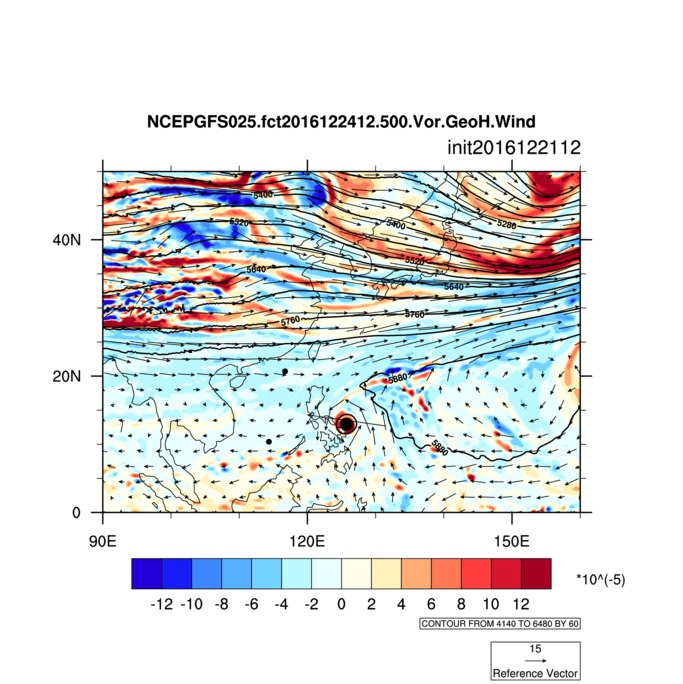 NCEPGFS025.fct2016122412.500.Vor.GeoH.Wind
init2016122112
40N
20N
0
90E 120E 150E
5400
5520
5640
5760
5400
5280
5520
5640
5760
5880
5880
-12 -10 -8 -6 -4 -2 0 2 4 6 8 10 12
*10^(-5)
CONTOUR FROM 4140 TO 6480 BY 60
15
Reference Vector